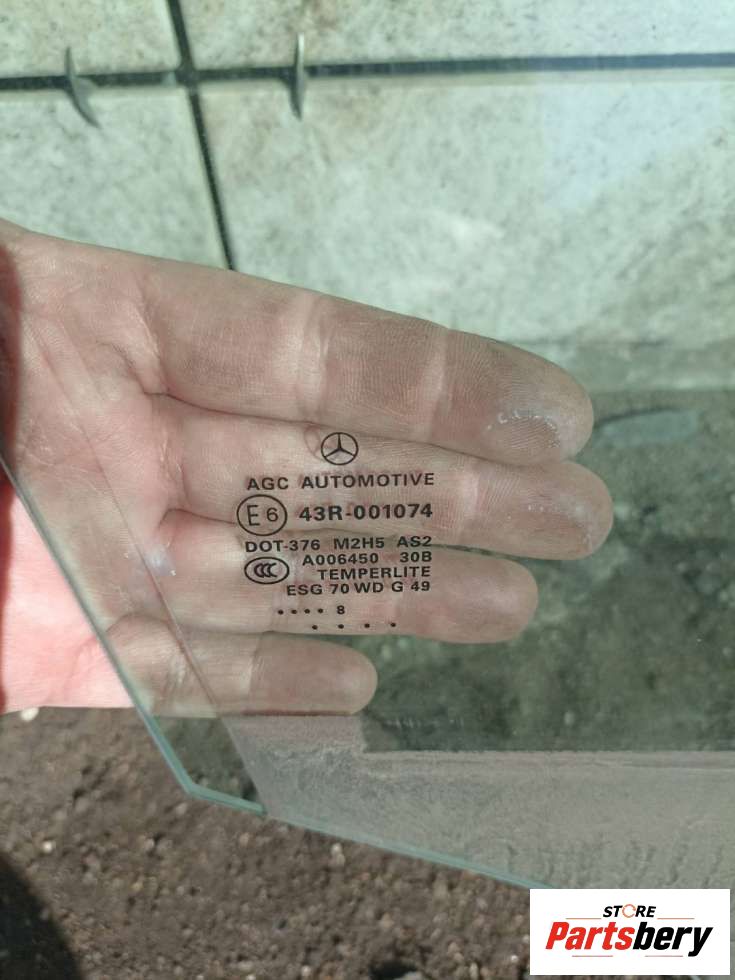 AGC AUTOMOTIVE
E6 43R-001074
DOT-376 M2H5 AS2
CCC A006450 30B
TEMPERLITE
ESG 70 WD G 49
•••• 8
• • • •
STORE
Partsbery